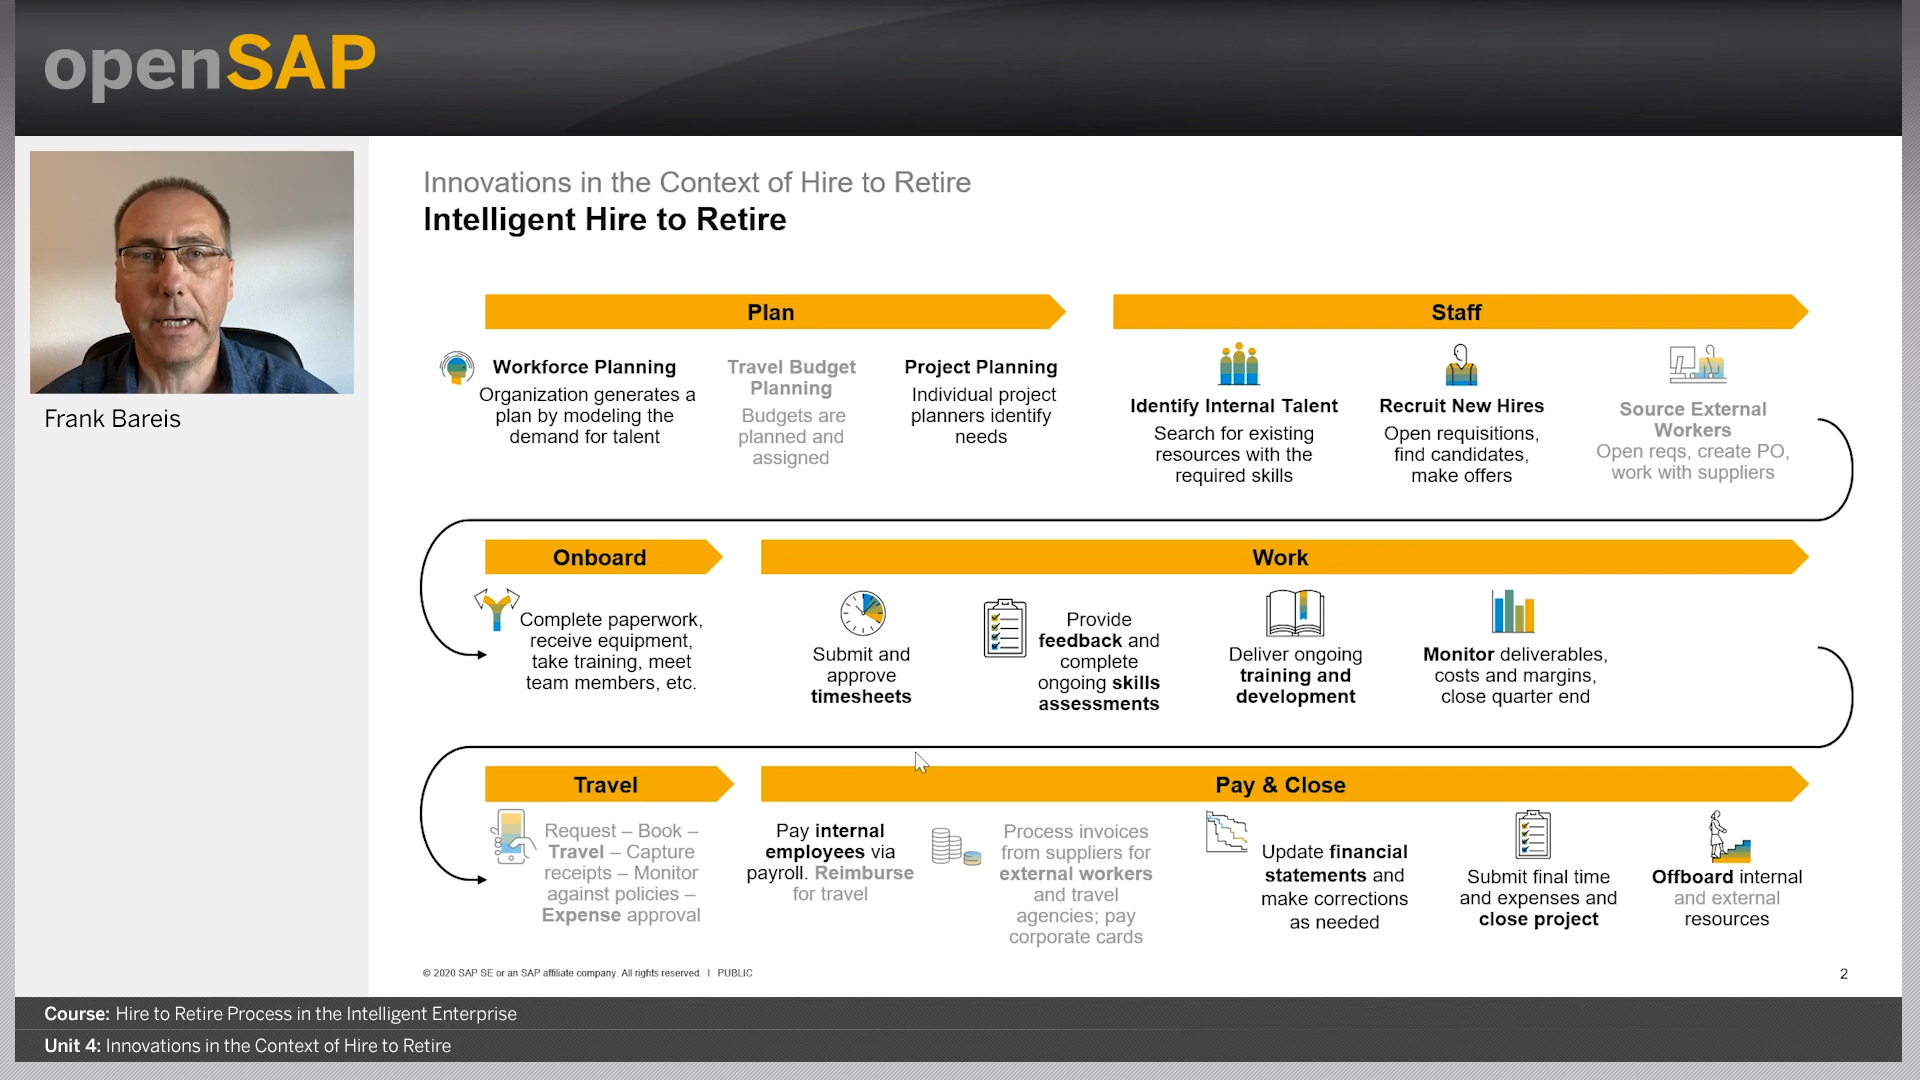 openSAP
Frank Bareis
Innovations in the Context of Hire to Retire
Intelligent Hire to Retire
Plan
Workforce Planning
Organization generates a
plan by modeling the
demand for talent
Travel Budget
Planning
Budgets are
planned and
assigned
Project Planning
Individual project
planners identify
needs
Staff
Identify Internal Talent
Search for existing
resources with the
required skills
Recruit New Hires
Open requisitions,
find candidates,
make offers
Source External
Workers
Open reqs, create PO,
work with suppliers
Onboard
Complete paperwork,
receive equipment,
take training, meet
team members, etc.
Work
Submit and
approve
timesheets
Provide
feedback and
complete
ongoing skills
assessments
Deliver ongoing
training and
development
Monitor deliverables,
costs and margins,
close quarter end
Travel
Request – Book –
Travel – Capture
receipts – Monitor
against policies –
Expense approval
Pay & Close
Pay internal
employees via
payroll. Reimburse
for travel
Process invoices
from suppliers for
external workers
and travel
agencies; pay
corporate cards
Update financial
statements and
make corrections
as needed
Submit final time
and expenses and
close project
Offboard internal
and external
resources
© 2020 SAP SE or an SAP affiliate company. All rights reserved. I PUBLIC
2
Course: Hire to Retire Process in the Intelligent Enterprise
Unit 4: Innovations in the Context of Hire to Retire